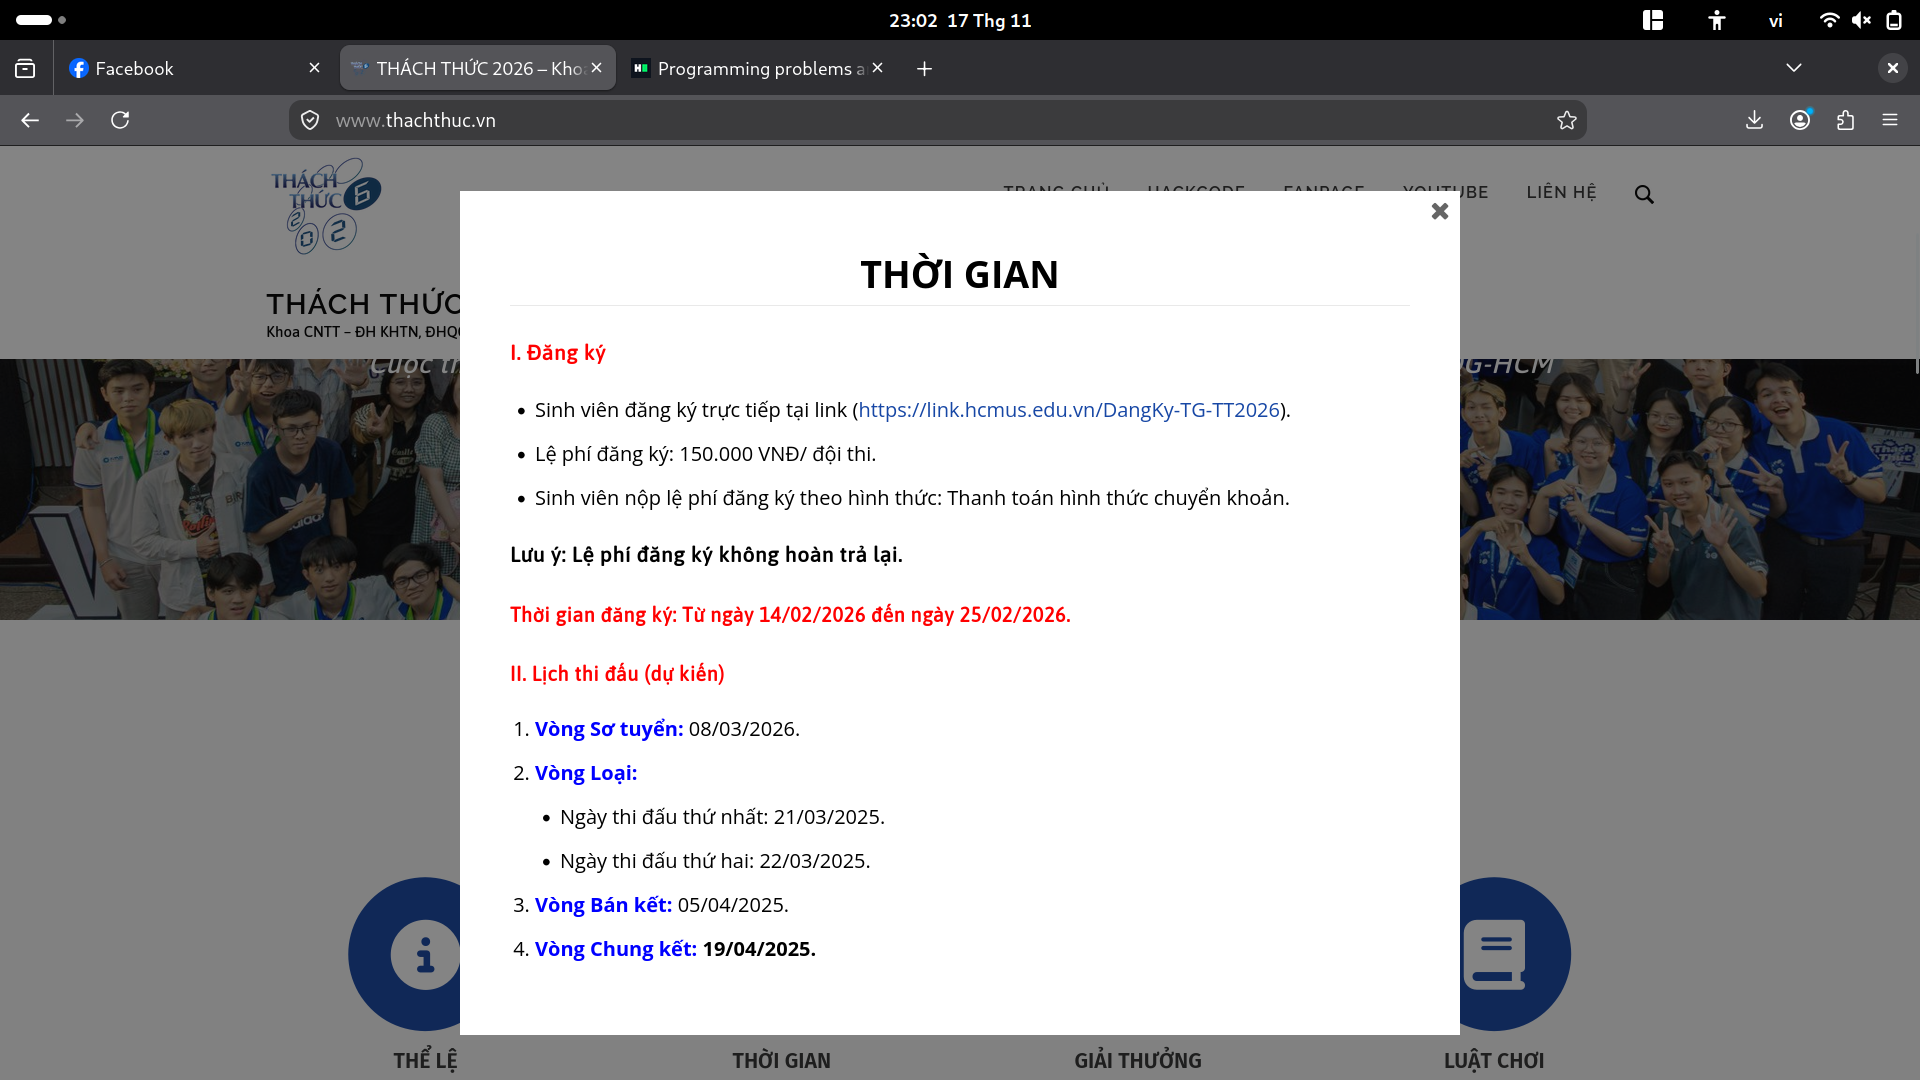 23:02 17 Thg 11
vi
Facebook
THÁCH THỨC 2026 – Kho
Programming problems a
www.thachthuc.vn
THÁCH
THỨC 6
2
0 2
TRANG CHỦ HACKCODE FANPAGE YOUTUBE LIÊN HỆ
THÁCH THỨC
Khoa CNTT – ĐH KHTN, ĐHQ
Cuộc th
G-HCM
THỜI GIAN
I. Đăng ký
• Sinh viên đăng ký trực tiếp tại link (https://link.hcmus.edu.vn/DangKy-TG-TT2026).
• Lệ phí đăng ký: 150.000 VNĐ/ đội thi.
• Sinh viên nộp lệ phí đăng ký theo hình thức: Thanh toán hình thức chuyển khoản.
Lưu ý: Lệ phí đăng ký không hoàn trả lại.
Thời gian đăng ký: Từ ngày 14/02/2026 đến ngày 25/02/2026.
II. Lịch thi đấu (dự kiến)
1. Vòng Sơ tuyển: 08/03/2026.
2. Vòng Loại:
• Ngày thi đấu thứ nhất: 21/03/2025.
• Ngày thi đấu thứ hai: 22/03/2025.
3. Vòng Bán kết: 05/04/2025.
4. Vòng Chung kết: 19/04/2025.
THỂ LỆ
THỜI GIAN
GIẢI THƯỞNG
LUẬT CHƠI